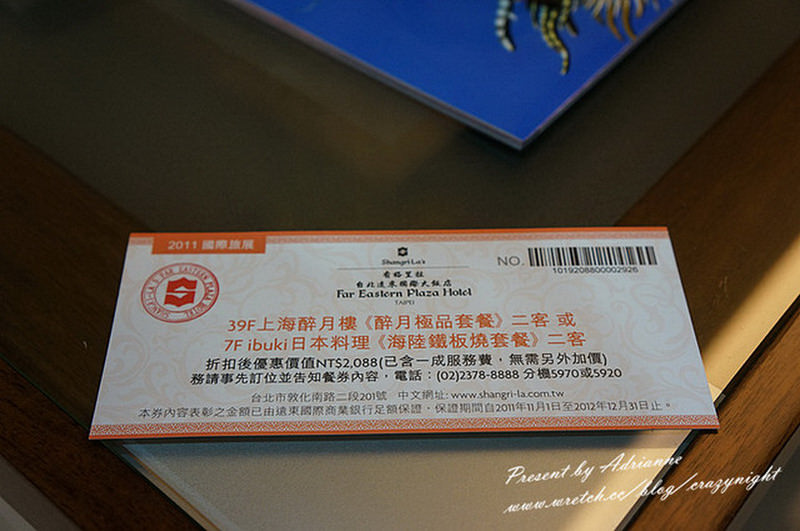 2011 國際旅展
Shangri-La's
香格里拉
台北遠東國際大飯店
Far Eastern Plaza Hotel
TAIPEI
NO.
1019208800002926
SHANGRI-LA'S FAR EASTERN PLAZA HOTEL
39F上海醉月樓《醉月極品套餐》二客 或
7F ibuki日本料理《海陸鐵板燒套餐》二客
折扣後優惠價值NT$2,088(已含一成服務費，無需另外加價)
務請事先訂位並告知餐券內容，電話：(02)2378-8888 分機5970或5920
台北市敦化南路二段201號 中文網址: www.shangri-la.com.tw
本券內容表彰之金額已由遠東國際商業銀行足額保證，保證期間自2011年11月1日至2012年12月31日止。
Present by Adrianne
www.wretch.cc/blog/crazynight